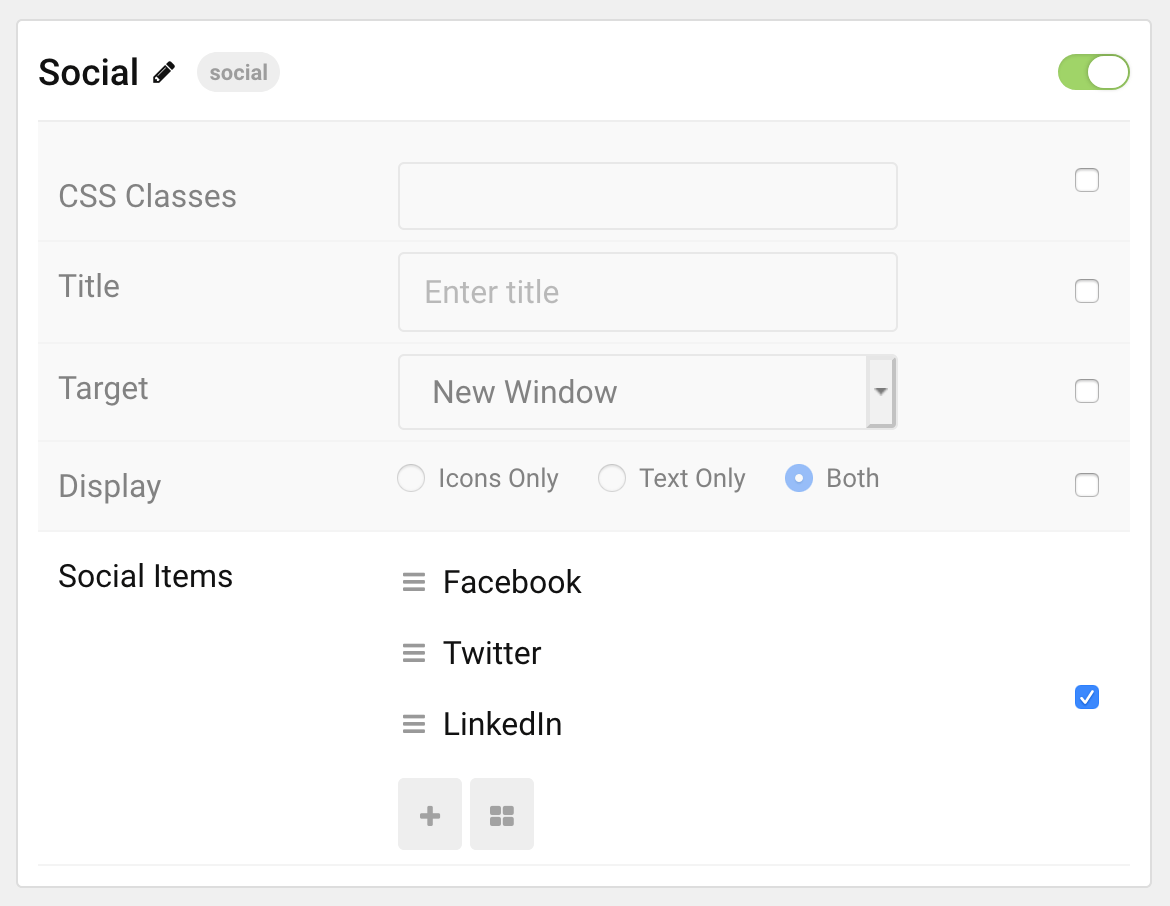 Social social
CSS Classes
Title Enter title
Target New Window
Display Icons Only Text Only Both
Social Items Facebook
Twitter
LinkedIn